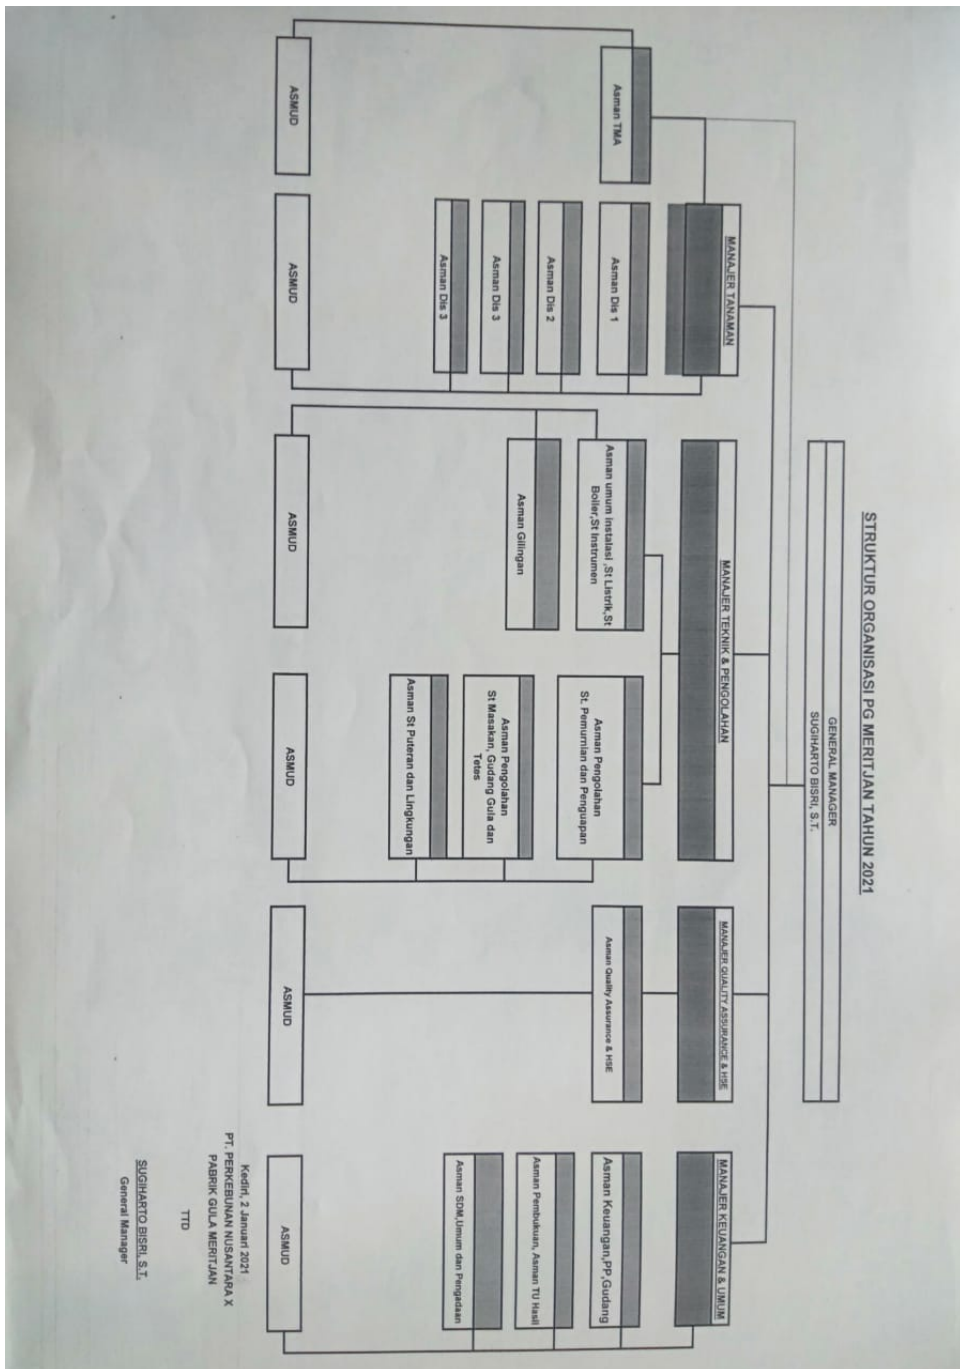 STRUKTUR ORGANISASI PG MERITJAN TAHUN 2021
GENERAL MANAGER
SUGIHARTO BISRI, S.T.
MANAJER TANAMAN
MANAJER TEKNIK & PENGOLAHAN
MANAJER QUALITY ASSURANCE & HSE
MANAJER KEUANGAN & UMUM
Asman TMA
Asman Dis 1
Asman Dis 2
Asman Dis 3
Asman Dis 3
Asman umum instalasi ,St Listrik,St
Boiler,St Instrumen
Asman Gilingan
Asman Pengolahan
St. Pemurnian dan Penguapan
Asman Pengolahan
St Masakan, Gudang Gula dan
Tetes
Asman St Puteran dan Lingkungan
Asman Quality Assurance & HSE
Asman Keuangan,PP,Gudang
Asman Pembukuan, Asman TU Hasil
Asman SDM,Umum dan Pengadaan
ASMUD
ASMUD
ASMUD
ASMUD
ASMUD
ASMUD
Kediri, 2 Januari 2021
PT. PERKEBUNAN NUSANTARA X
PABRIK GULA MERITJAN
TTD
SUGIHARTO BISRI, S.T.
General Manager